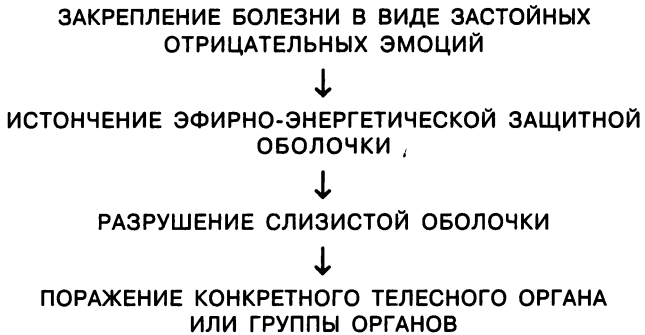 ЗАКРЕПЛЕНИЕ БОЛЕЗНИ В ВИДЕ ЗАСТОЙНЫХ
ОТРИЦАТЕЛЬНЫХ ЭМОЦИЙ
↓
ИСТОНЧЕНИЕ ЭФИРНО-ЭНЕРГЕТИЧЕСКОЙ ЗАЩИТНОЙ
ОБОЛОЧКИ
↓
РАЗРУШЕНИЕ СЛИЗИСТОЙ ОБОЛОЧКИ
↓
ПОРАЖЕНИЕ КОНКРЕТНОГО ТЕЛЕСНОГО ОРГАНА
ИЛИ ГРУППЫ ОРГАНОВ